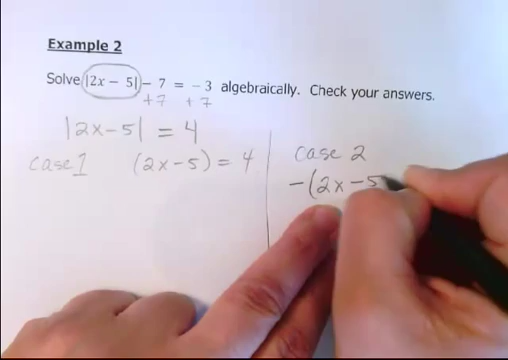 Example 2
Solve |2x − 5| − 7 = − 3 algebraically. Check your answers.
+7 +7
|2x−5| = 4
case 1 (2x−5) = 4
case 2
−(2x−5